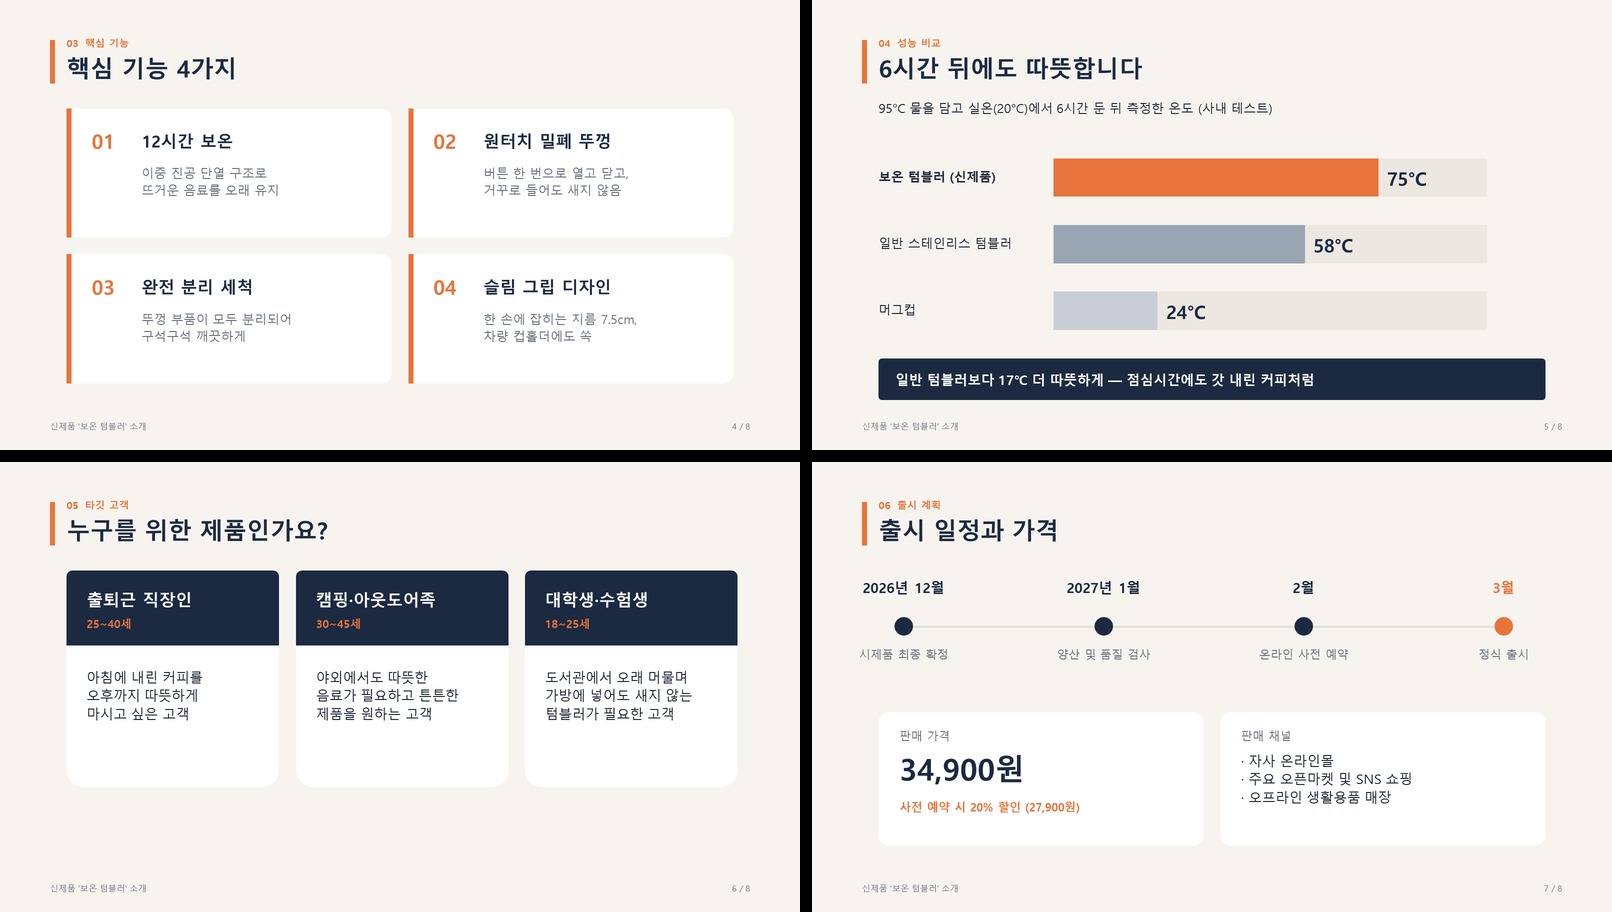 03 핵심 기능
핵심 기능 4가지
01
12시간 보온
이중 진공 단열 구조로
뜨거운 음료를 오래 유지
02
원터치 밀폐 뚜껑
버튼 한 번으로 열고 닫고,
거꾸로 들어도 새지 않음
03
완전 분리 세척
뚜껑 부품이 모두 분리되어
구석구석 깨끗하게
04
슬림 그립 디자인
한 손에 잡히는 지름 7.5cm,
차량 컵홀더에도 쏙
신제품 '보온 텀블러' 소개
4 / 8
04 성능 비교
6시간 뒤에도 따뜻합니다
95°C 물을 담고 실온(20°C)에서 6시간 둔 뒤 측정한 온도 (사내 테스트)
보온 텀블러 (신제품)
75°C
일반 스테인리스 텀블러
58°C
머그컵
24°C
일반 텀블러보다 17°C 더 따뜻하게 — 점심시간에도 갓 내린 커피처럼
신제품 '보온 텀블러' 소개
5 / 8
05 타깃 고객
누구를 위한 제품인가요?
출퇴근 직장인
25~40세
아침에 내린 커피를
오후까지 따뜻하게
마시고 싶은 고객
캠핑·아웃도어족
30~45세
야외에서도 따뜻한
음료가 필요하고 튼튼한
제품을 원하는 고객
대학생·수험생
18~25세
도서관에서 오래 머물며
가방에 넣어도 새지 않는
텀블러가 필요한 고객
신제품 '보온 텀블러' 소개
6 / 8
06 출시 계획
출시 일정과 가격
2026년 12월
시제품 최종 확정
2027년 1월
양산 및 품질 검사
2월
온라인 사전 예약
3월
정식 출시
판매 가격
34,900원
사전 예약 시 20% 할인 (27,900원)
판매 채널
· 자사 온라인몰
· 주요 오픈마켓 및 SNS 쇼핑
· 오프라인 생활용품 매장
신제품 '보온 텀블러' 소개
7 / 8